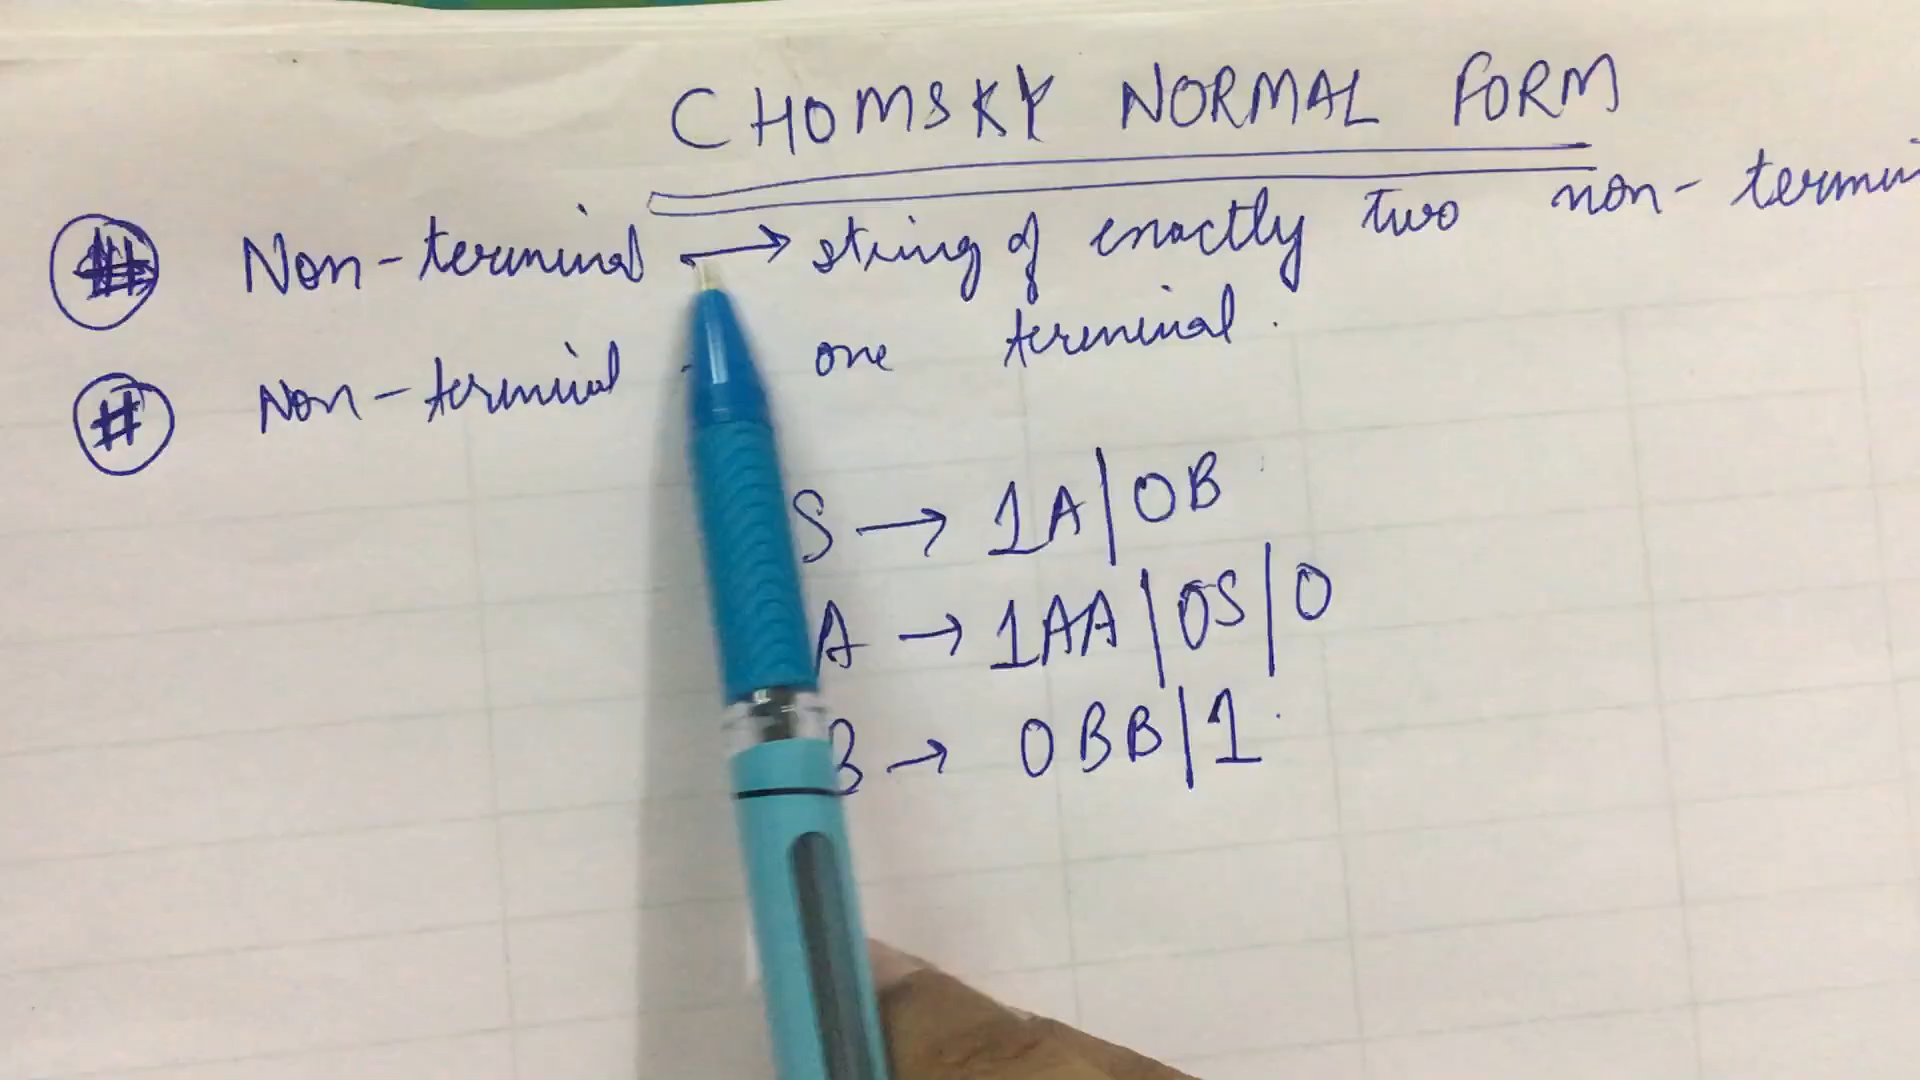 CHOMSKY NORMAL FORM
# Non-terminal → string of exactly two non-termin
# Non-terminal one terminal.
S → 1A|0B
A → 1AA|0S|0
B → 0BB|1